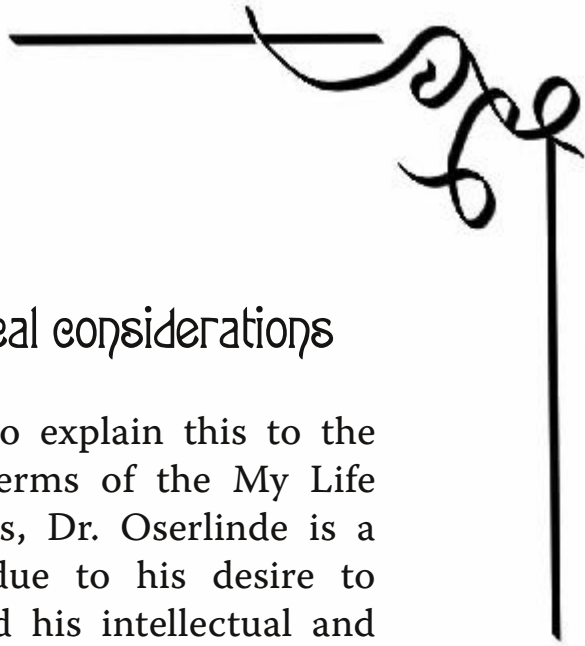 eal considerations
o explain this to the
erms of the My Life
s, Dr. Oserlinde is a
due to his desire to
d his intellectual and